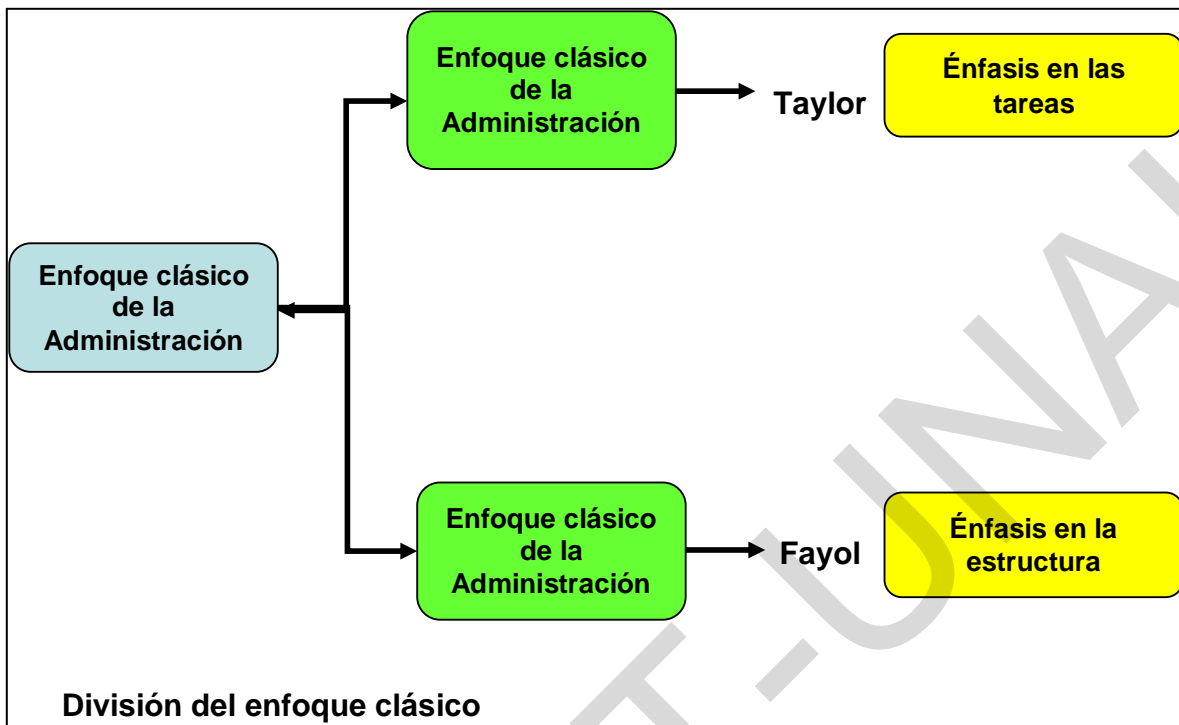 Enfoque clásico
de la
Administración
Taylor
Énfasis en las
tareas
Enfoque clásico
de la
Administración
Enfoque clásico
de la
Administración
Fayol
Énfasis en la
estructura
División del enfoque clásico
T-UNA